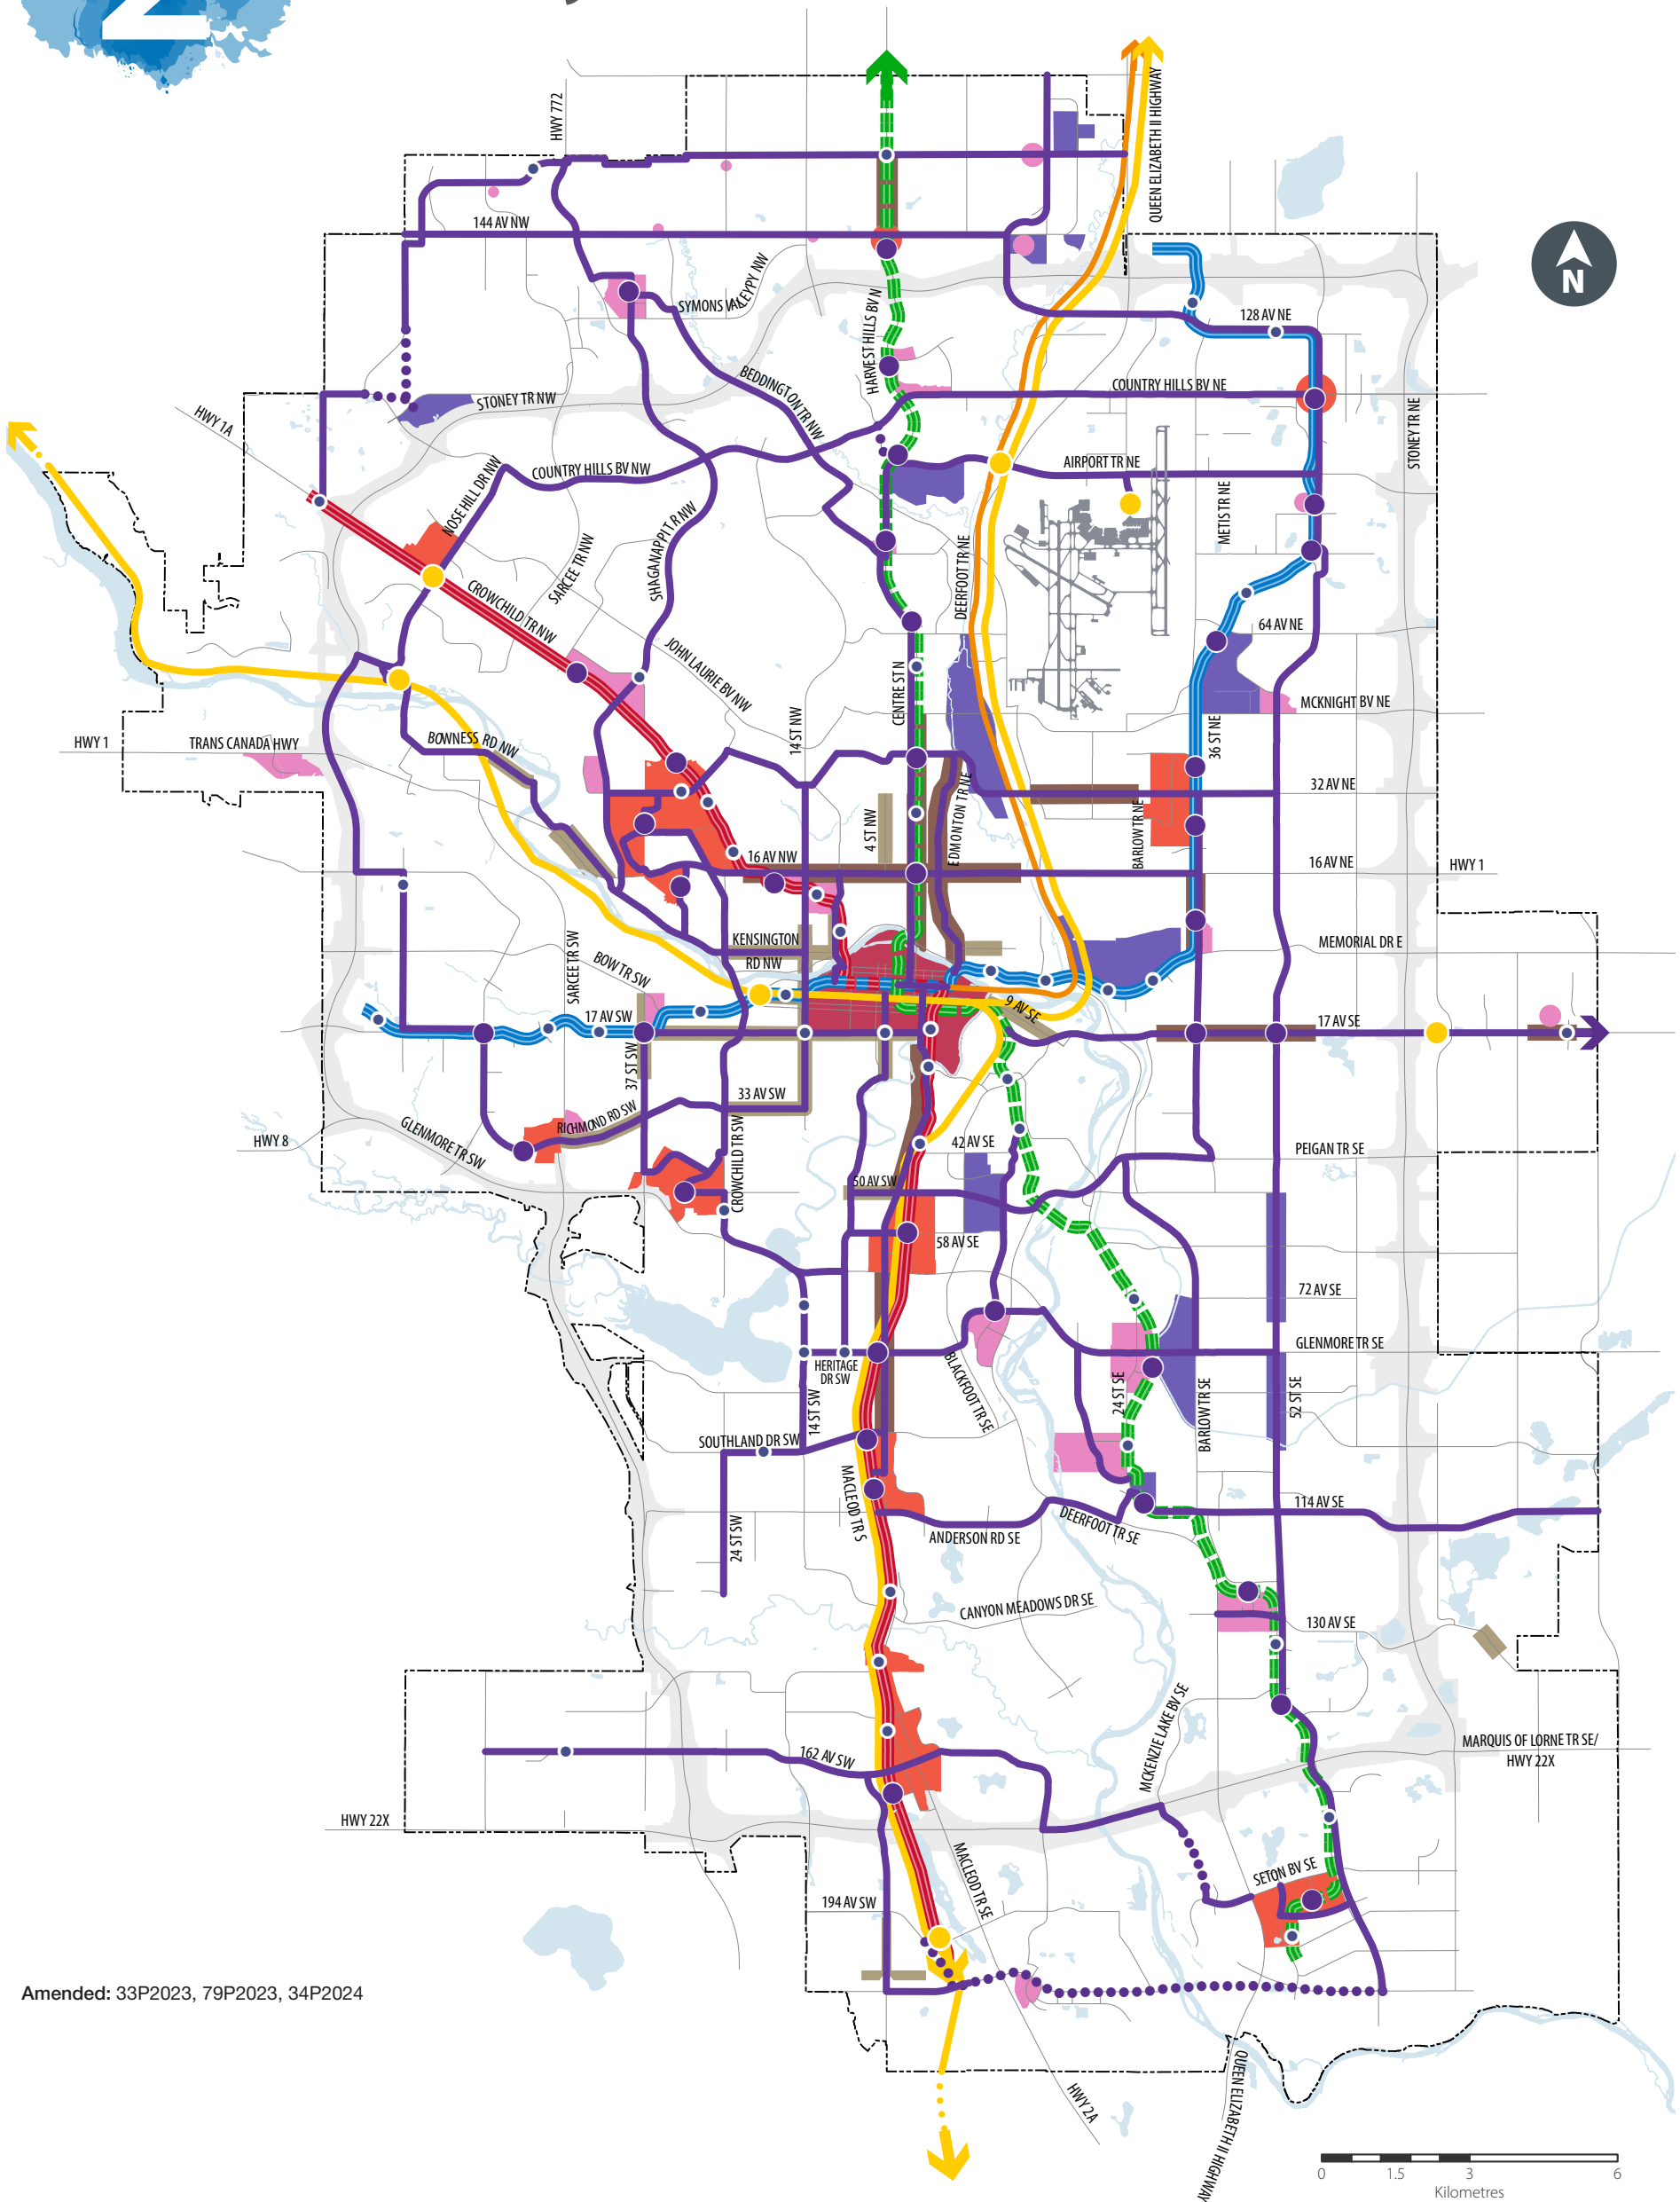 2
HWY 772
QUEEN ELIZABETH II HIGHWAY
N
144 AV NW
SYMONS VALLEY PY NW
HARVEST HILLS BV N
128 AV NE
BEDDINGTON TR NW
COUNTRY HILLS BV NE
STONEY TR NW
HWY 1A
STONEY TR NE
COUNTRY HILLS BV NW
AIRPORT TR NE
NOSE HILL DR NW
METIS TR NE
SHAGANAPPI TR NW
SARCEE TR NW
DEERFOOT TR NE
CROWCHILD TR NW
64 AV NE
JOHN LAURIE BV NW
CENTRE ST N
MCKNIGHT BV NE
14 ST NW
36 ST NE
HWY 1
TRANS CANADA HWY
BOWNESS RD NW
32 AV NE
EDMONTON TR NE
BARLOW TR NE
4 ST NW
16 AV NW
16 AV NE
HWY 1
KENSINGTON
RD NW
MEMORIAL DR E
SARCEE TR SW
BOW TR SW
9 AV SE
17 AV SW
17 AV SE
37 ST SW
33 AV SW
RICHMOND RD SW
HWY 8
GLENMORE TR SW
CROWCHILD TR SW
42 AV SE
PEIGAN TR SE
50 AV SW
58 AV SE
72 AV SE
GLENMORE TR SE
HERITAGE
DR SW
BLACKFOOT TR SE
24 ST SE
BARLOW TR SE
52 ST SE
14 ST SW
SOUTHLAND DR SW
MACLEOD TR S
114 AV SE
24 ST SW
ANDERSON RD SE
DEERFOOT TR SE
CANYON MEADOWS DR SE
130 AV SE
MCKENZIE LAKE BV SE
162 AV SW
MARQUIS OF LORNE TR SE/
HWY 22X
HWY 22X
MACLEOD TR SE
SETON BV SE
194 AV SW
Amended: 33P2023, 79P2023, 34P2024
HWY 2A
QUEEN ELIZABETH II HIGHWAY
0 1.5 3 6
Kilometres